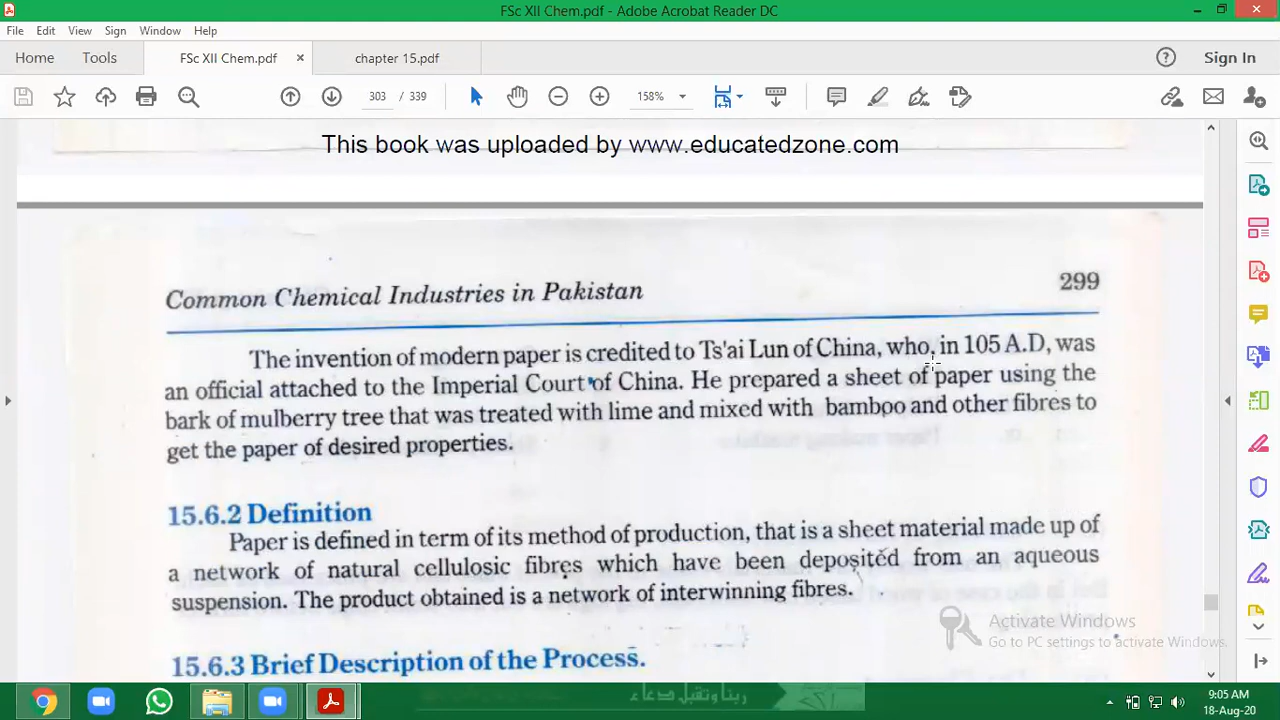 FSc XII Chem.pdf - Adobe Acrobat Reader DC
File Edit View Sign Window Help
Home Tools FSc XII Chem.pdf × chapter 15.pdf Sign In
303 / 339 158%
This book was uploaded by www.educatedzone.com
Common Chemical Industries in Pakistan 299
The invention of modern paper is credited to Ts'ai Lun of China, who, in 105 A.D, was
an official attached to the Imperial Court of China. He prepared a sheet of paper using the
bark of mulberry tree that was treated with lime and mixed with bamboo and other fibres to
get the paper of desired properties.
15.6.2 Definition
Paper is defined in term of its method of production, that is a sheet material made up of
a network of natural cellulosic fibres which have been deposited from an aqueous
suspension. The product obtained is a network of interwinning fibres.
Activate Windows
Go to PC settings to activate Windows.
15.6.3 Brief Description of the Process.
ربنا وتقبل دعاء
9:05 AM
18-Aug-20